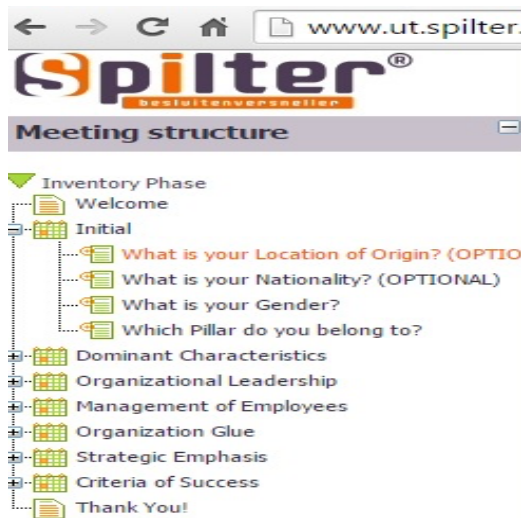 www.ut.spilter.
Spilter®
besluitenversneller
Meeting structure
Inventory Phase
Welcome
Initial
What is your Location of Origin? (OPTIO
What is your Nationality? (OPTIONAL)
What is your Gender?
Which Pillar do you belong to?
Dominant Characteristics
Organizational Leadership
Management of Employees
Organization Glue
Strategic Emphasis
Criteria of Success
Thank You!